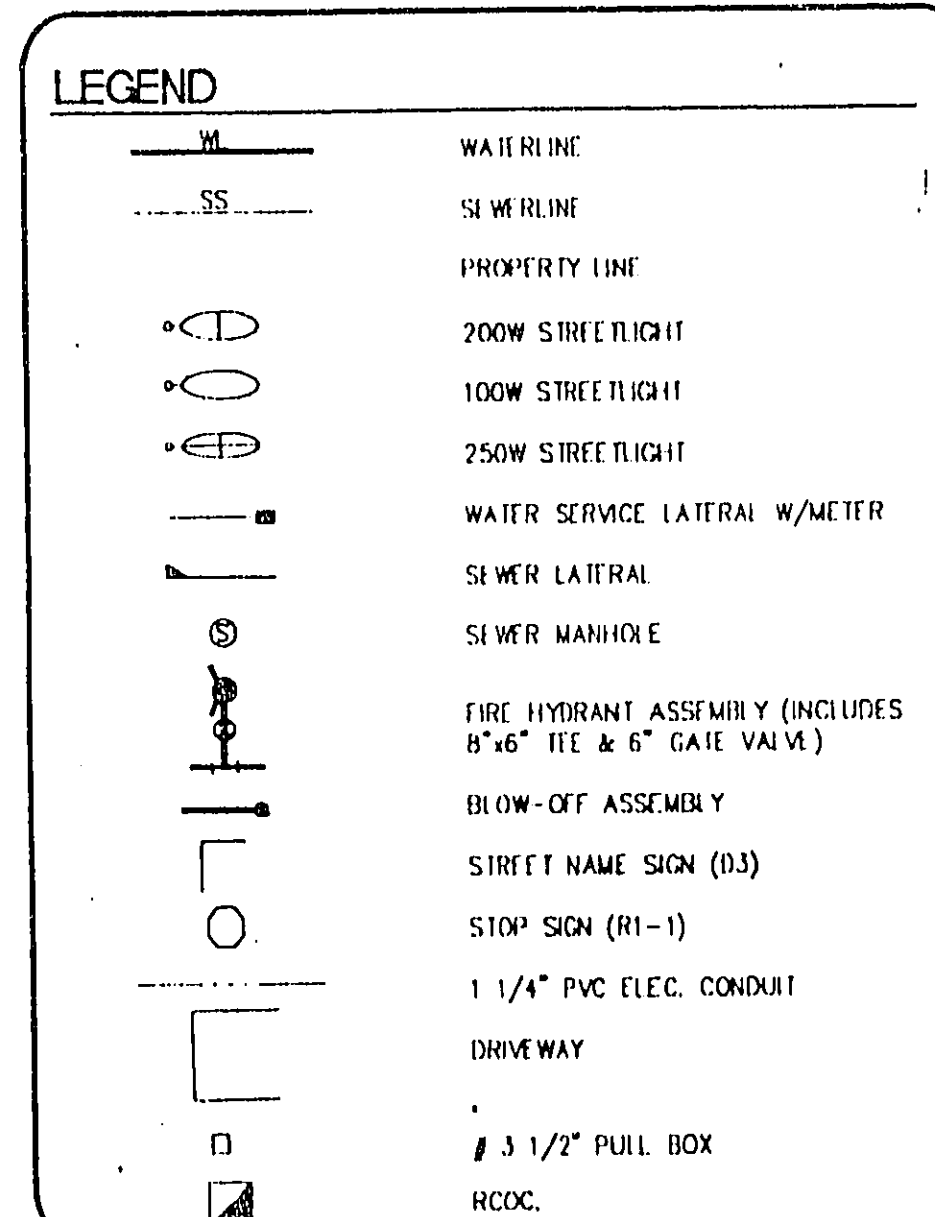 LEGEND
WL WATERLINE
SS SEWERLINE
PROPERTY LINE
200W STREETLIGHT
100W STREETLIGHT
250W STREETLIGHT
WATER SERVICE LATERAL W/METER
SEWER LATERAL
S SEWER MANHOLE
FIRE HYDRANT ASSEMBLY (INCLUDES
8"x6" TEE & 6" GATE VALVE)
BLOW-OFF ASSEMBLY
STREET NAME SIGN (D3)
STOP SIGN (R1-1)
1 1/4" PVC ELEC. CONDUIT
DRIVEWAY
# 3 1/2" PULL BOX
RCOC.